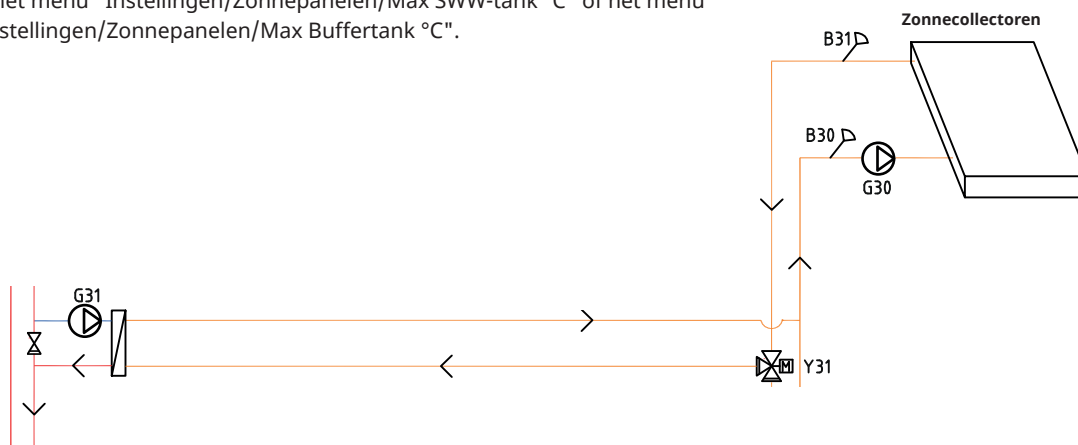 het menu "Instellingen/Zonnepanelen/Max SWW-tank °C" of het menu
stellingen/Zonnepanelen/Max Buffertank °C".
Zonnecollectoren
B31
B30
G30
G31
M
Y31